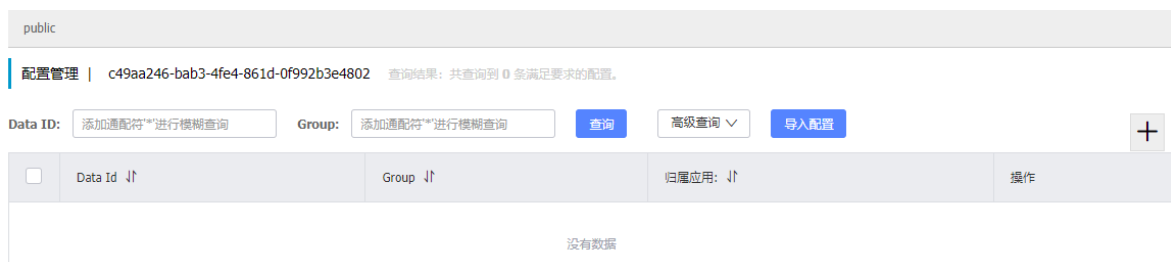 public
配置管理 | c49aa246-bab3-4fe4-861d-0f992b3e4802 查询结果：共查询到 0 条满足要求的配置。
Data ID: 添加通配符'*'进行模糊查询 Group: 添加通配符'*'进行模糊查询 查询 高级查询 导入配置
Data Id Group 归属应用: 操作
没有数据